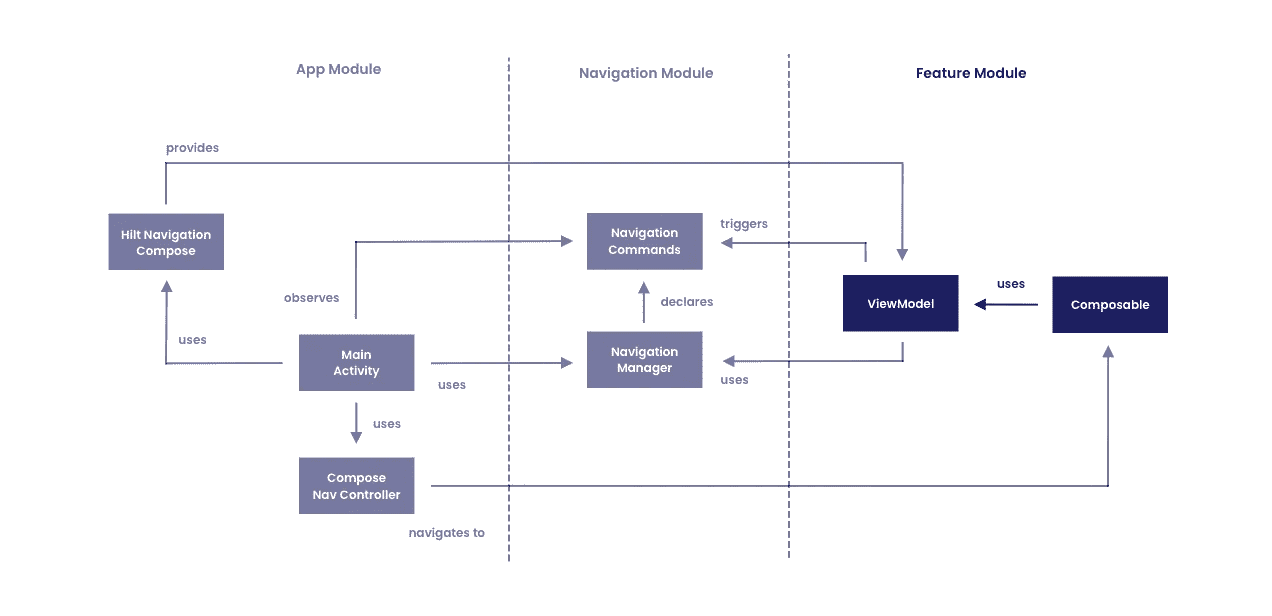 App Module
Navigation Module
Feature Module
provides
Hilt Navigation
Compose
Navigation
Commands
triggers
observes
declares
ViewModel
uses
Composable
uses
Main
Activity
uses
Navigation
Manager
uses
uses
Compose
Nav Controller
navigates to